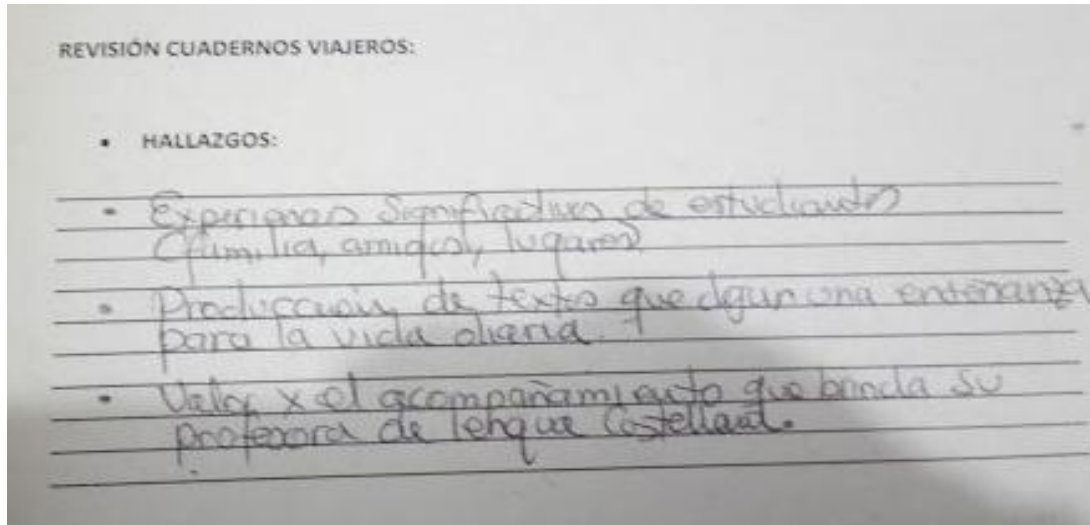 REVISIÓN CUADERNOS VIAJEROS:
• HALLAZGOS:
- Experiencias Significativas de estudiantes
(familia, amigos, lugares)
• Producción de textos que dejan una enseñanza
para la vida diaria.
• Valor x el acompañamiento que brinda su
profesora de lengua Castellana.